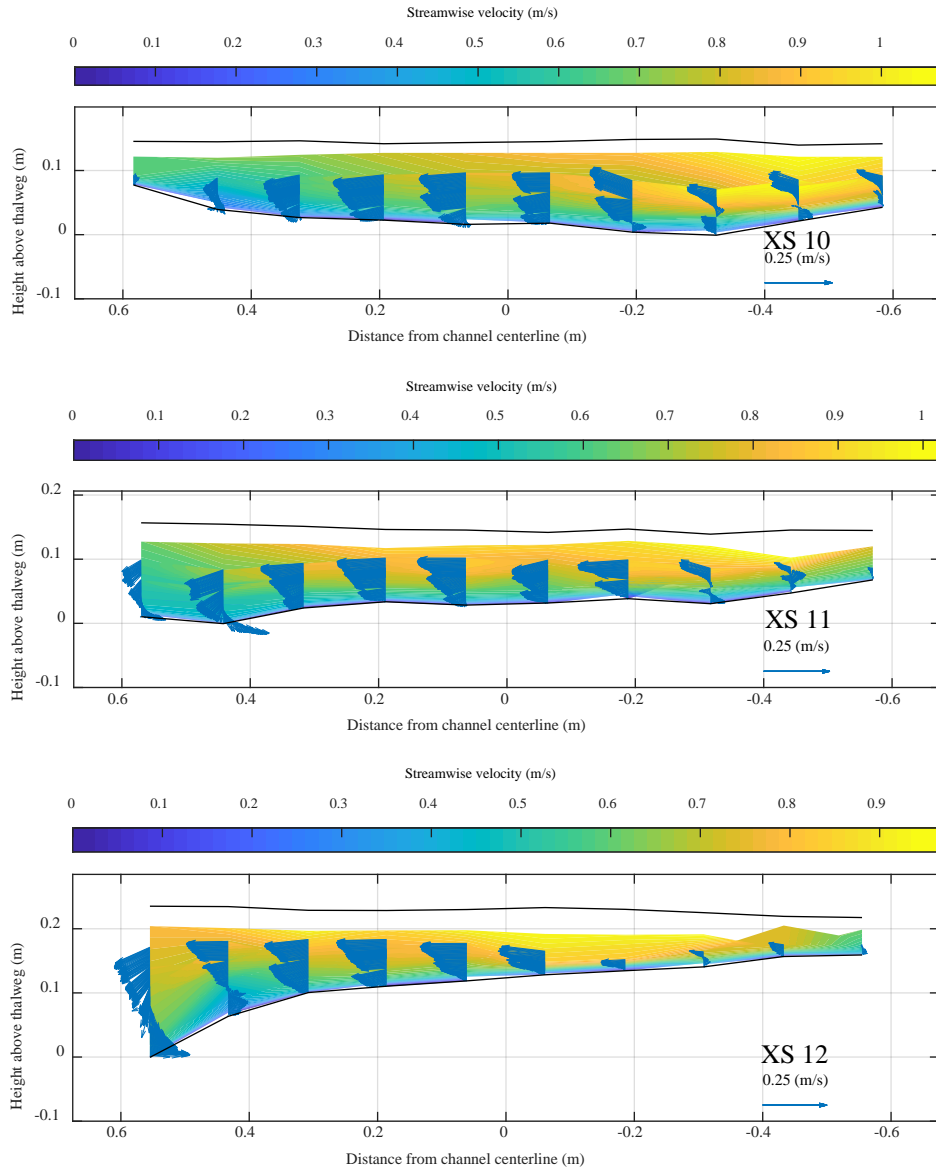 Streamwise velocity (m/s)
0 0.1 0.2 0.3 0.4 0.5 0.6 0.7 0.8 0.9 1
Height above thalweg (m)
0.1
0
-0.1
XS 10
0.25 (m/s)
0.6 0.4 0.2 0 -0.2 -0.4 -0.6
Distance from channel centerline (m)
Streamwise velocity (m/s)
0 0.1 0.2 0.3 0.4 0.5 0.6 0.7 0.8 0.9 1
Height above thalweg (m)
0.2
0.1
0
-0.1
XS 11
0.25 (m/s)
0.6 0.4 0.2 0 -0.2 -0.4 -0.6
Distance from channel centerline (m)
Streamwise velocity (m/s)
0 0.1 0.2 0.3 0.4 0.5 0.6 0.7 0.8 0.9
Height above thalweg (m)
0.2
0.1
0
-0.1
XS 12
0.25 (m/s)
0.6 0.4 0.2 0 -0.2 -0.4 -0.6
Distance from channel centerline (m)